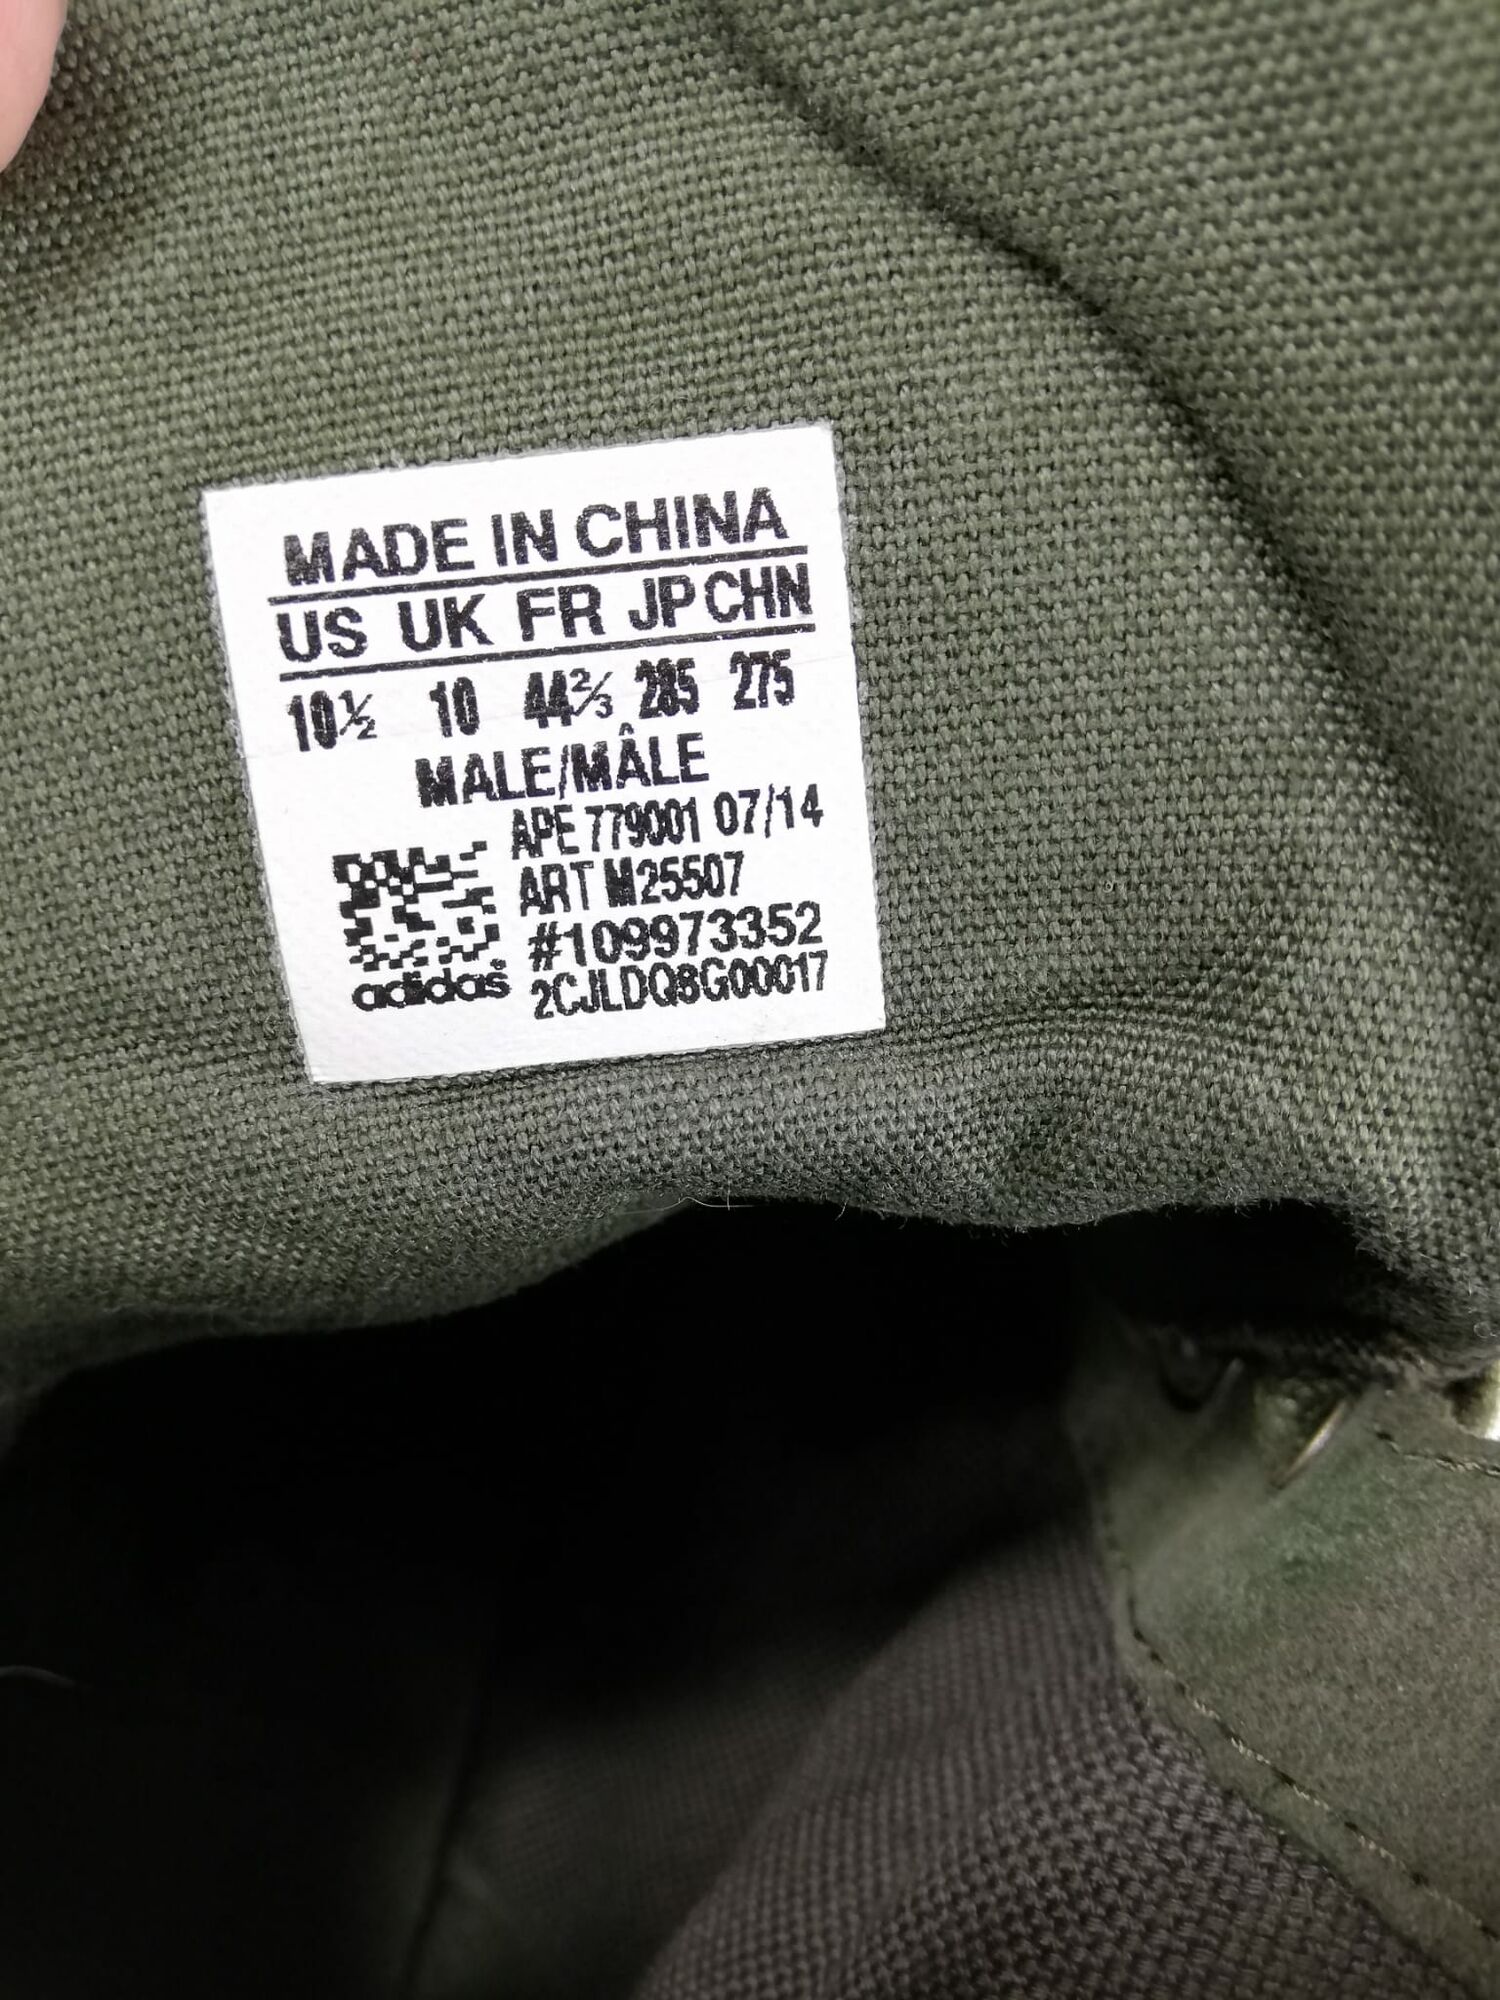 MADE IN CHINA
US UK FR JP CHN
10½ 10 44⅔ 285 275
MALE/MÂLE
APE 779001 07/14
ART M25507
#109973352
adidas 2CJLDQ8G00017